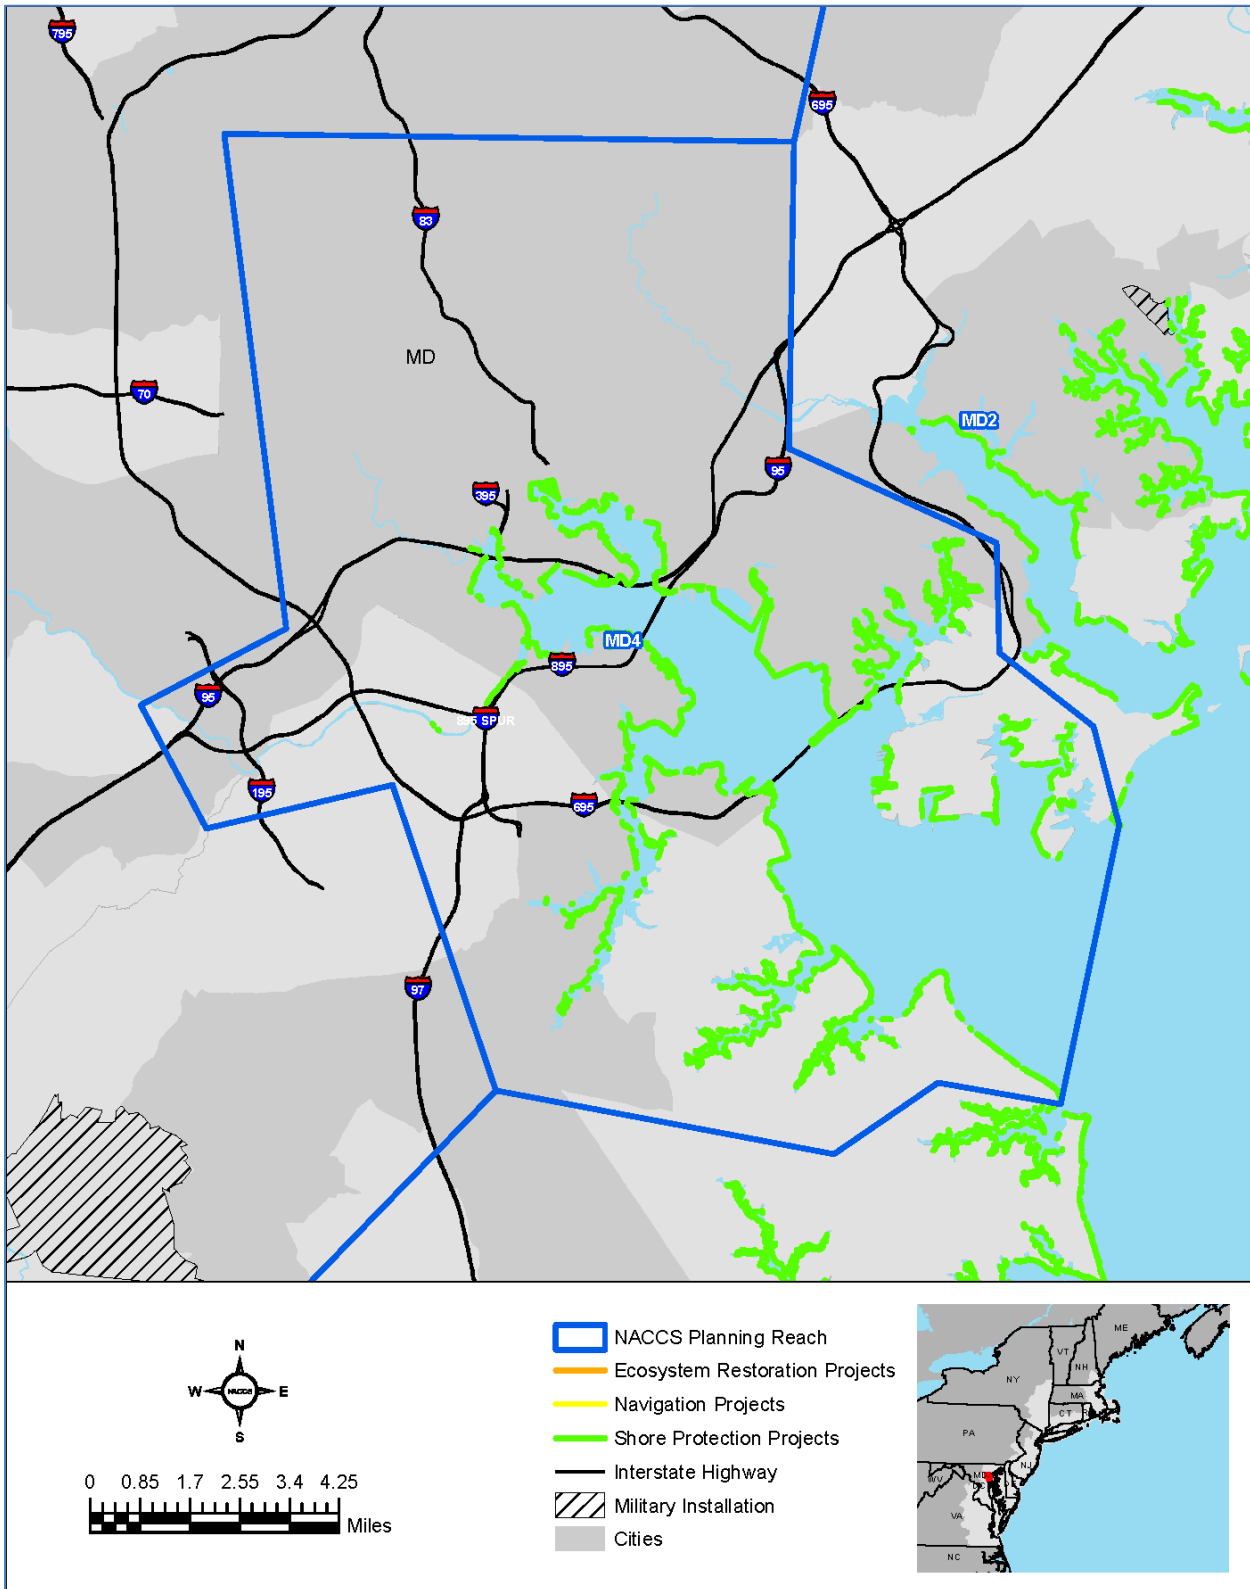 795
695
83
MD
70
MD2
95
395
MD4
895
95
895 SPUR
195
695
97
N
W NACCS E
S
0 0.85 1.7 2.55 3.4 4.25
Miles
NACCS Planning Reach
Ecosystem Restoration Projects
Navigation Projects
Shore Protection Projects
Interstate Highway
Military Installation
Cities
ME
VT
NH
NY
MA
CT
PA
NJ
WV
VA
NC